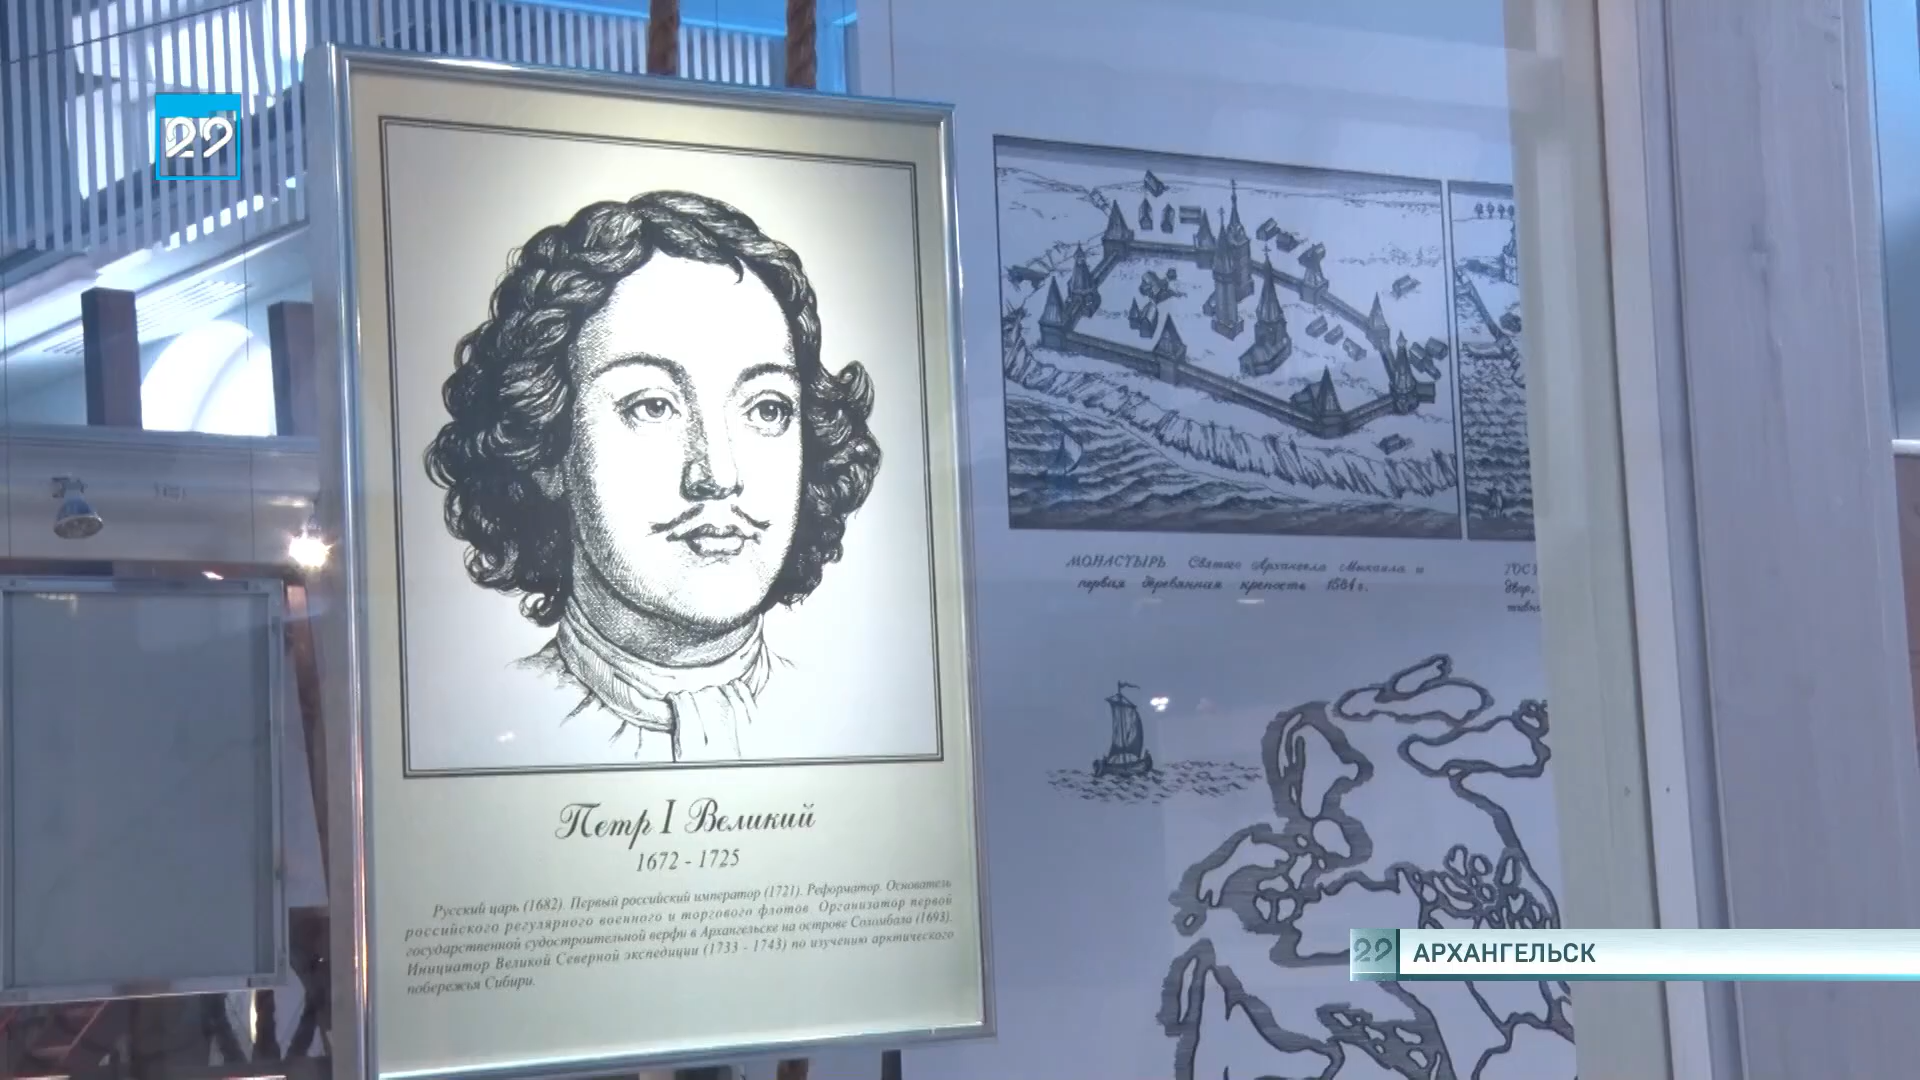 29
Петр I Великий
1672 - 1725
Русский царь (1682). Первый российский император (1721). Реформатор. Основатель
российского регулярного военного и торгового флотов. Организатор первой
государственной судостроительной верфи в Архангельске на острове Соломбала (1693).
Инициатор Великой Северной экспедиции (1733 - 1743) по изучению арктического
побережья Сибири.
МОНАСТЫРЬ Святого Архангела Михаила и
первая деревянная крепость 1584 г.
29 АРХАНГЕЛЬСК